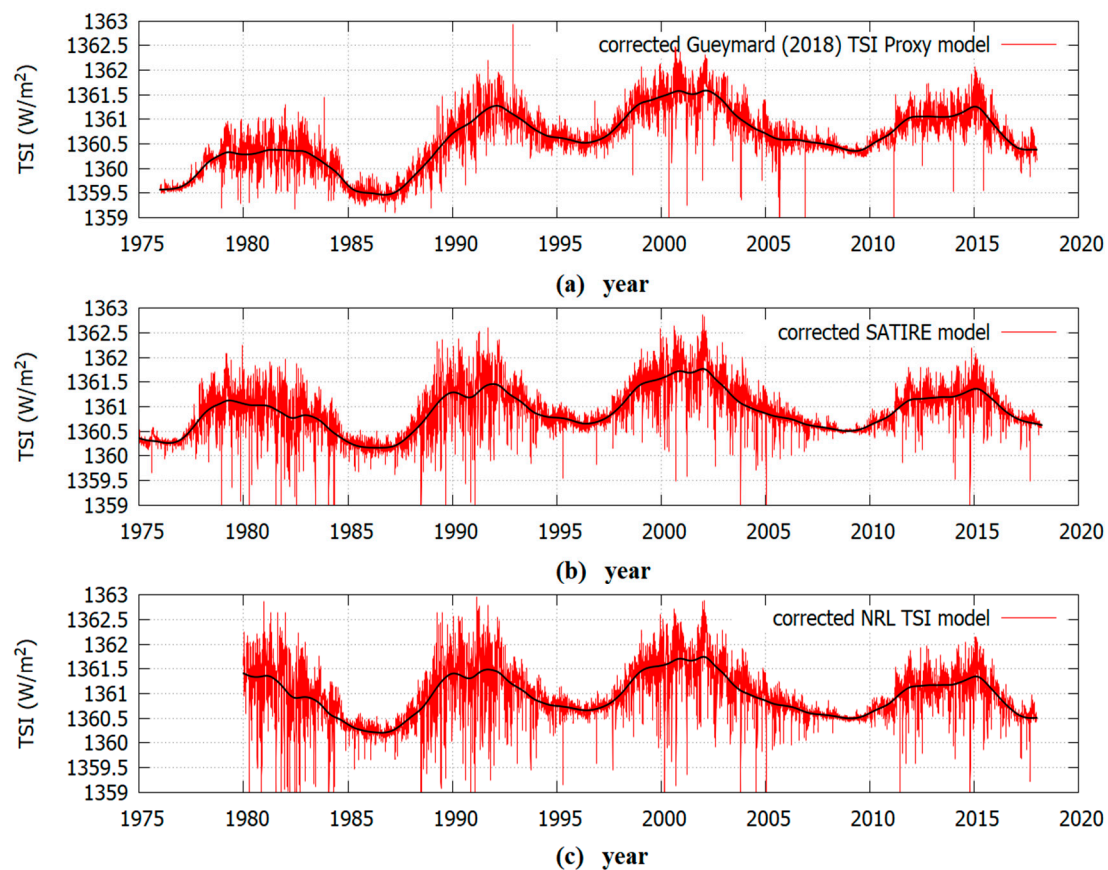 corrected Gueymard (2018) TSI Proxy model
TSI (W/m²)
1363
1362.5
1362
1361.5
1361
1360.5
1360
1359.5
1359
1975 1980 1985 1990 1995 2000 2005 2010 2015 2020
(a) year
corrected SATIRE model
TSI (W/m²)
1363
1362.5
1362
1361.5
1361
1360.5
1360
1359.5
1359
1975 1980 1985 1990 1995 2000 2005 2010 2015 2020
(b) year
corrected NRL TSI model
TSI (W/m²)
1363
1362.5
1362
1361.5
1361
1360.5
1360
1359.5
1359
1975 1980 1985 1990 1995 2000 2005 2010 2015 2020
(c) year